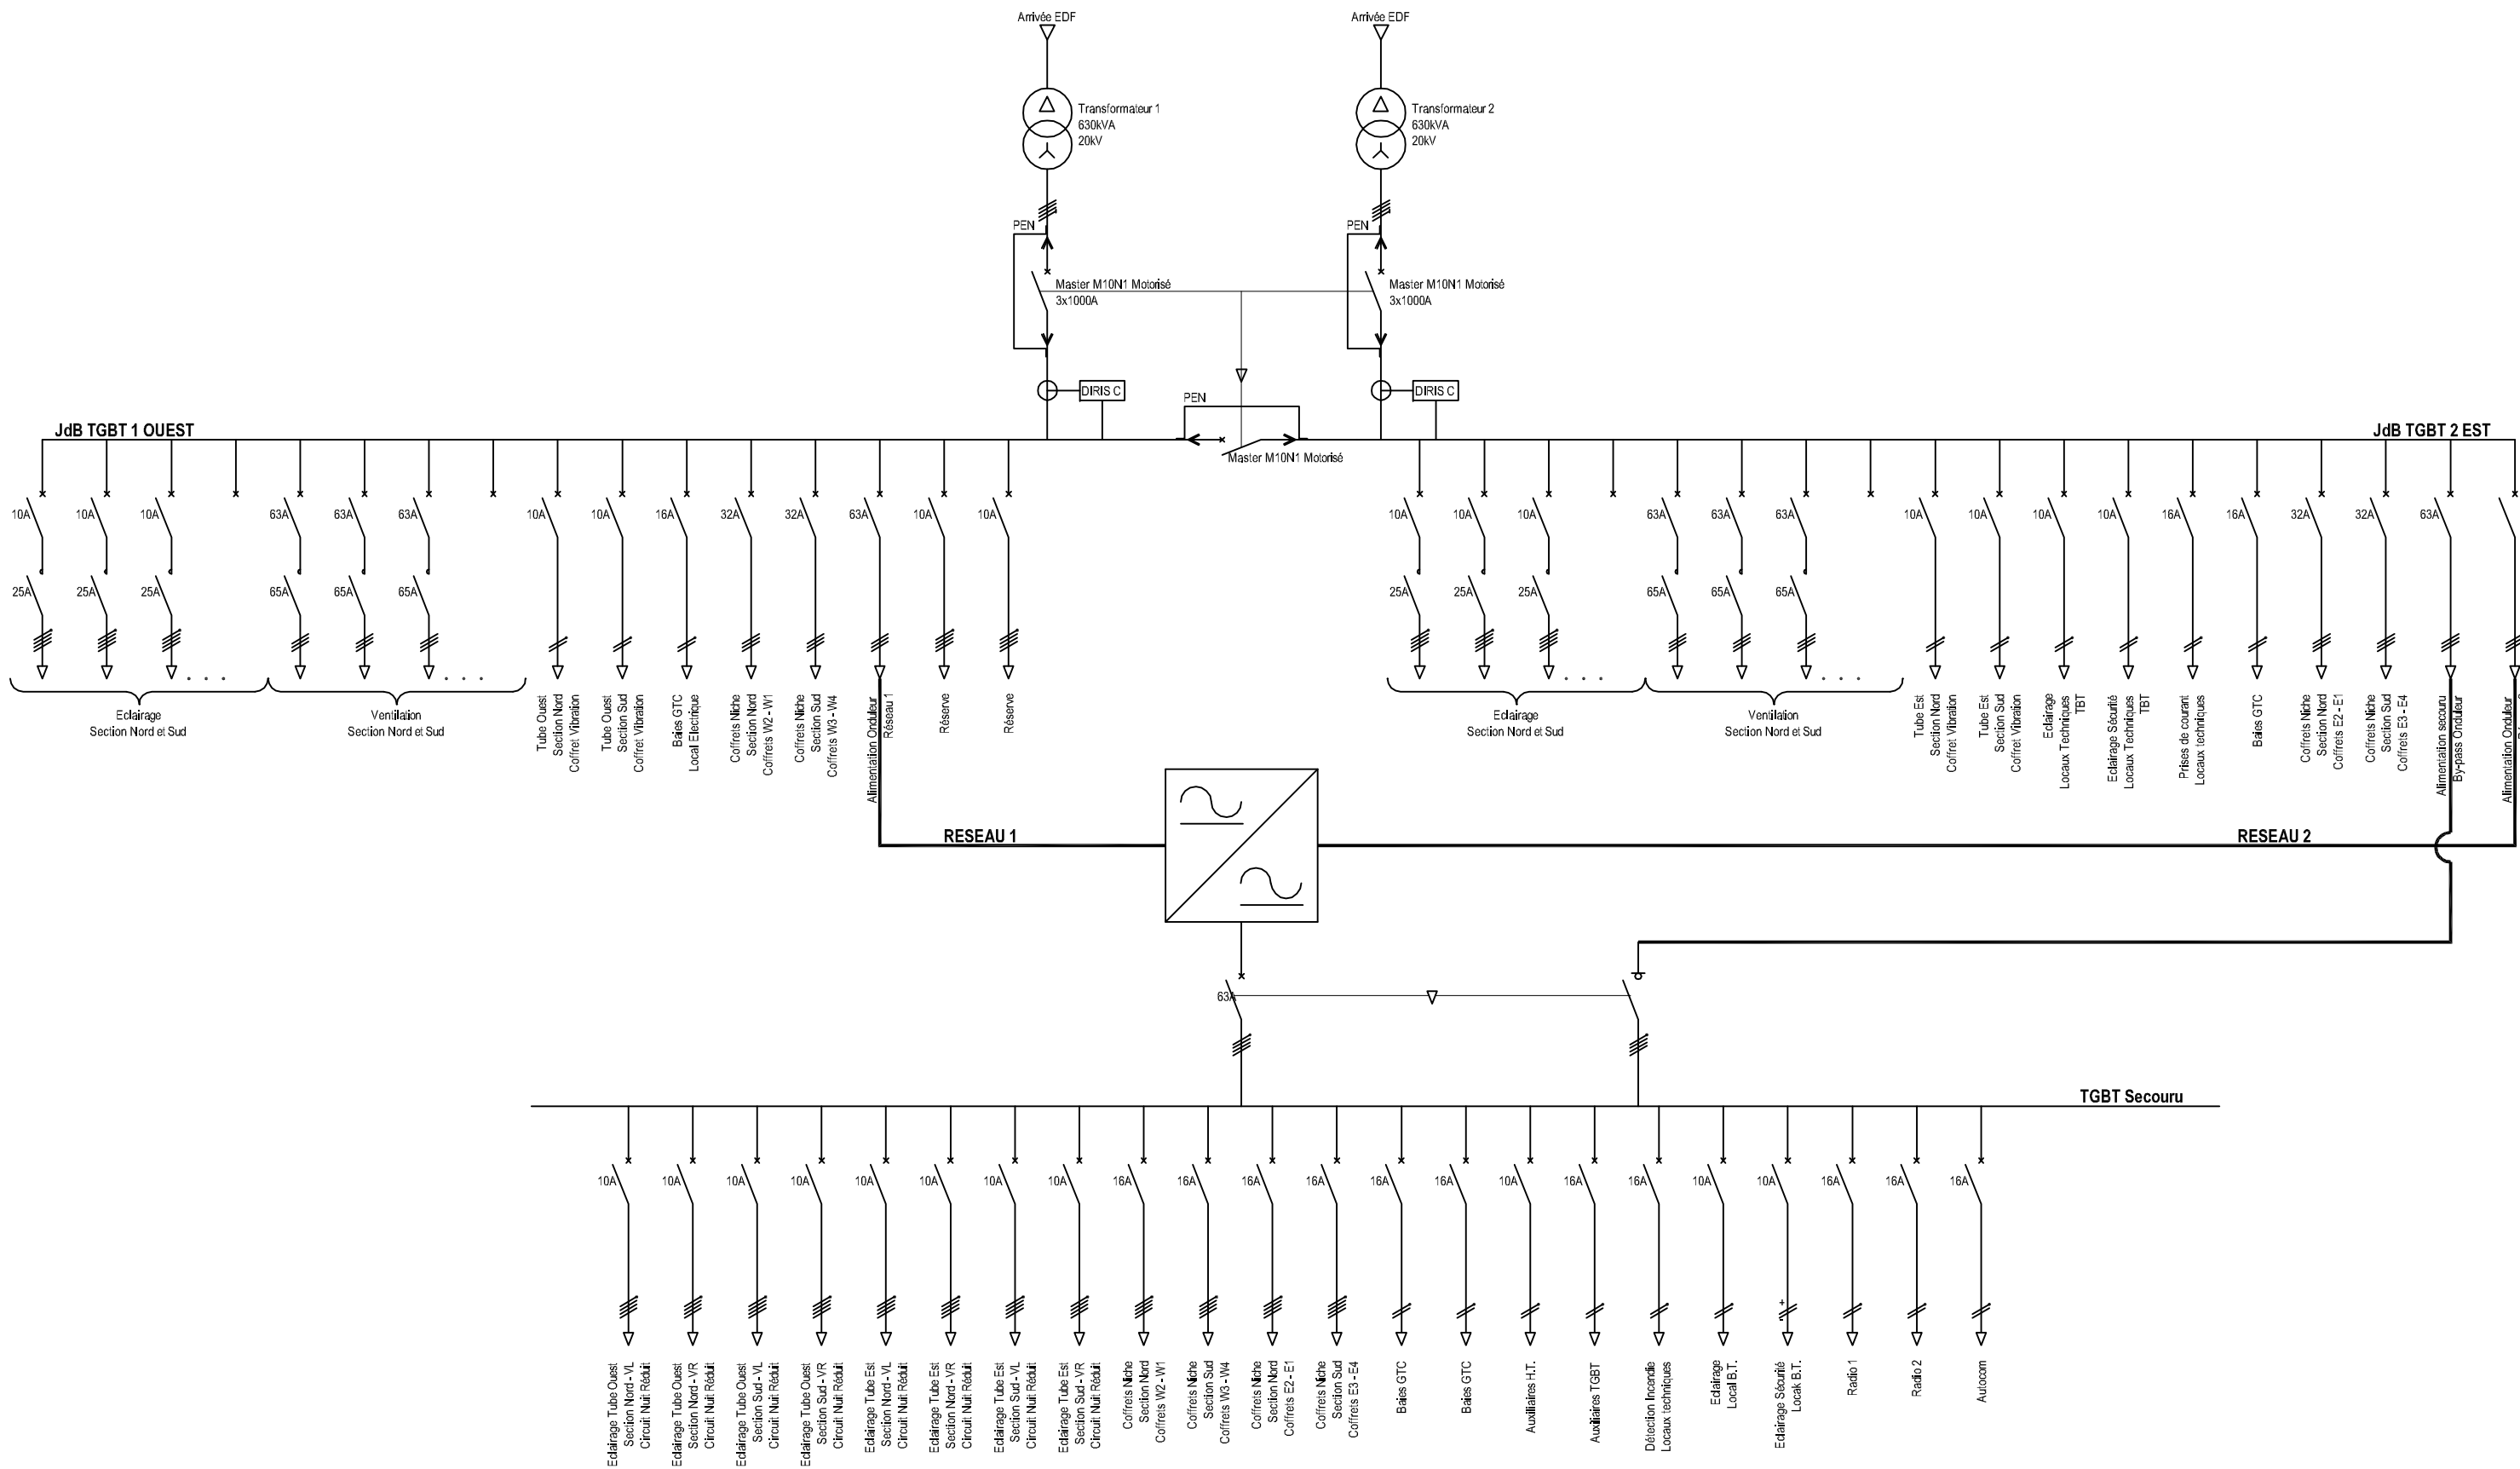 Arrivée EDF
Arrivée EDF
Transformateur 1
630kVA
20kV
Transformateur 2
630kVA
20kV
PEN
PEN
Master M10N1 Motorisé
3x1000A
Master M10N1 Motorisé
3x1000A
DIRIS C
DIRIS C
PEN
JdB TGBT 1 OUEST
JdB TGBT 2 EST
Master M10N1 Motorisé
10A
10A
10A
63A
63A
63A
10A
10A
16A
32A
32A
63A
10A
10A
10A
10A
10A
63A
63A
63A
10A
10A
10A
10A
16A
16A
32A
32A
63A
25A
25A
25A
65A
65A
65A
25A
25A
25A
65A
65A
65A
. . .
. . .
. . .
. . .
Eclairage
Section Nord et Sud
Ventilation
Section Nord et Sud
Tube Ouest
Section Nord
Coffret Vibration
Tube Ouest
Section Sud
Coffret Vibration
Baies GTC
Local Electrique
Coffrets Niche
Section Nord
Coffrets W2 - W1
Coffrets Niche
Section Sud
Coffrets W3 - W4
Alimentation Onduleur
Réseau 1
Réserve
Réserve
Eclairage
Section Nord et Sud
Ventilation
Section Nord et Sud
Tube Est
Section Nord
Coffret Vibration
Tube Est
Section Sud
Coffret Vibration
Eclairage
Locaux Techniques
TBT
Eclairage Sécurité
Locaux Techniques
TBT
Prises de courant
Locaux techniques
Baies GTC
Coffrets Niche
Section Nord
Coffrets E2 - E1
Coffrets Niche
Section Sud
Coffrets E3 - E4
Alimentation secouru
By-pass Onduleur
Alimentation Onduleur
RESEAU 1
RESEAU 2
63A
TGBT Secouru
10A
10A
10A
10A
10A
10A
10A
10A
16A
16A
16A
16A
16A
16A
10A
16A
16A
10A
10A
16A
16A
16A
+
-
Eclairage Tube Ouest
Section Nord - VL
Circuit Nuit Réduit
Eclairage Tube Ouest
Section Nord - VR
Circuit Nuit Réduit
Eclairage Tube Ouest
Section Sud - VL
Circuit Nuit Réduit
Eclairage Tube Ouest
Section Sud - VR
Circuit Nuit Réduit
Eclairage Tube Est
Section Nord - VL
Circuit Nuit Réduit
Eclairage Tube Est
Section Nord - VR
Circuit Nuit Réduit
Eclairage Tube Est
Section Sud - VL
Circuit Nuit Réduit
Eclairage Tube Est
Section Sud - VR
Circuit Nuit Réduit
Coffrets Niche
Section Nord
Coffrets W2 - W1
Coffrets Niche
Section Sud
Coffrets W3 - W4
Coffrets Niche
Section Nord
Coffrets E2 - E1
Coffrets Niche
Section Sud
Coffrets E3 - E4
Baies GTC
Baies GTC
Auxiliaires H.T.
Auxiliaires TGBT
Détection Incendie
Locaux techniques
Eclairage
Local B.T.
Eclairage Sécurité
Locak B.T.
Radio 1
Radio 2
Autocom